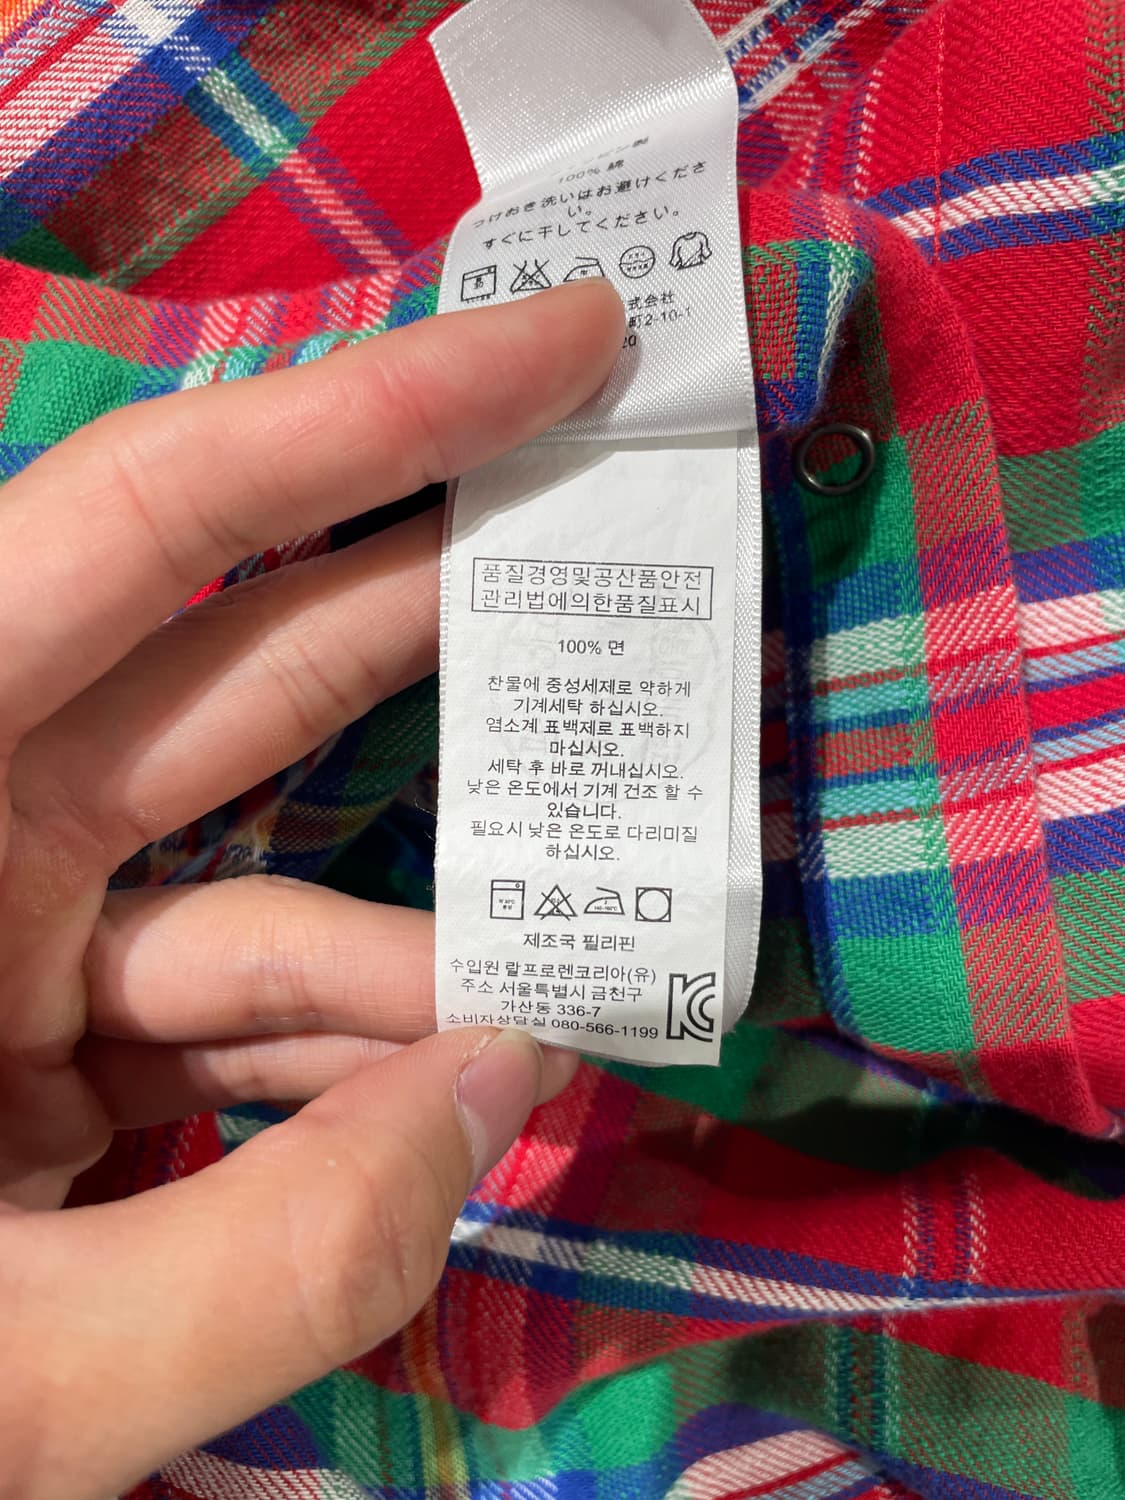 100% 綿
つけおき洗いはお避けくださ
い。
すぐに干してください。
式会社
町2-10-1
20
품질경영및공산품안전
관리법에의한품질표시
100% 면
찬물에 중성세제로 약하게
기계세탁 하십시오.
염소계 표백제로 표백하지
마십시오.
세탁 후 바로 꺼내십시오.
낮은 온도에서 기계 건조 할 수
있습니다.
필요시 낮은 온도로 다리미질
하십시오.
제조국 필리핀
수입원 랄프로렌코리아(유)
주소 서울특별시 금천구
가산동 336-7
소비자상담실 080-566-1199
KC